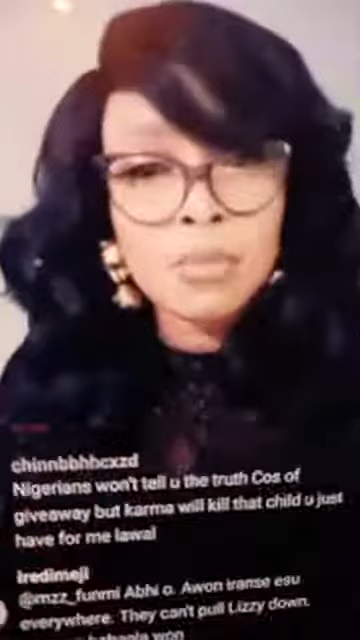 chinnbbhhcxzd
Nigerians won't tell u the truth Cos of
giveaway but karma will kill that child u just
have for me lawal
iredimeji
@mzz_funmi Abhi o. Awon iranse esu
everywhere. They can't pull Lizzy down.
won